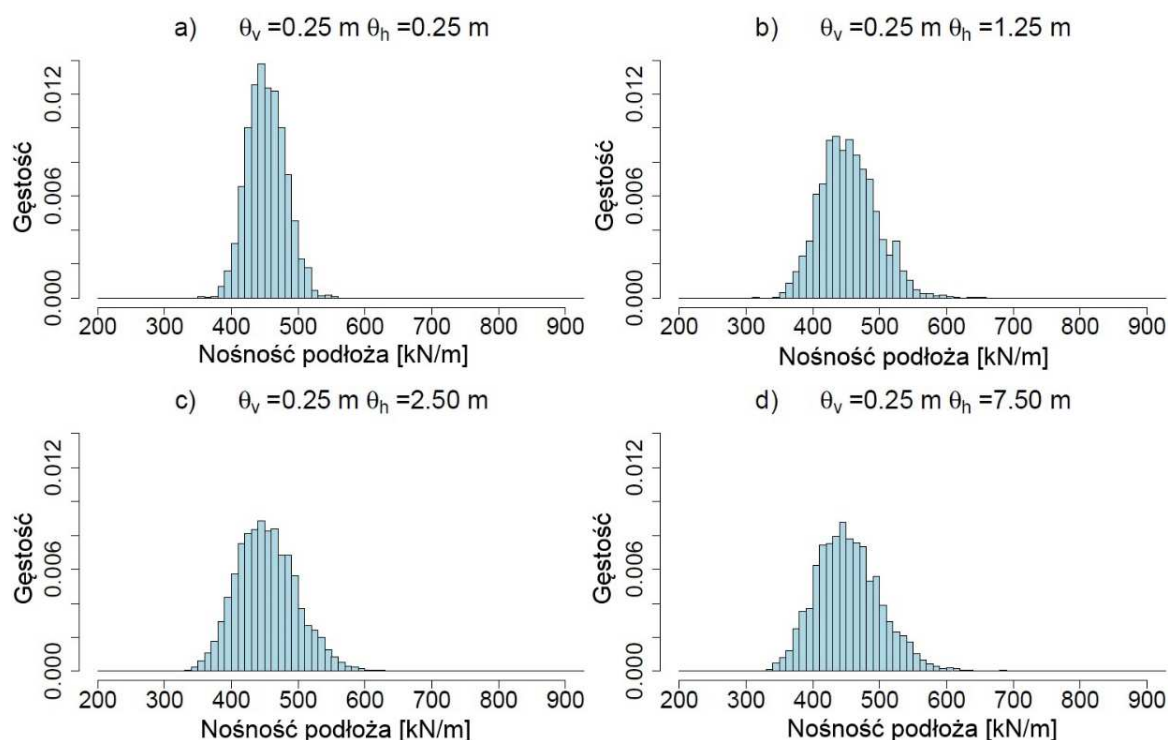 a) θv =0.25 m θh =0.25 m
Gęstość
0.012
0.006
0.000
200 300 400 500 600 700 800 900
Nośność podłoża [kN/m]
b) θv =0.25 m θh =1.25 m
Gęstość
0.012
0.006
0.000
200 300 400 500 600 700 800 900
Nośność podłoża [kN/m]
c) θv =0.25 m θh =2.50 m
Gęstość
0.012
0.006
0.000
200 300 400 500 600 700 800 900
Nośność podłoża [kN/m]
d) θv =0.25 m θh =7.50 m
Gęstość
0.012
0.006
0.000
200 300 400 500 600 700 800 900
Nośność podłoża [kN/m]